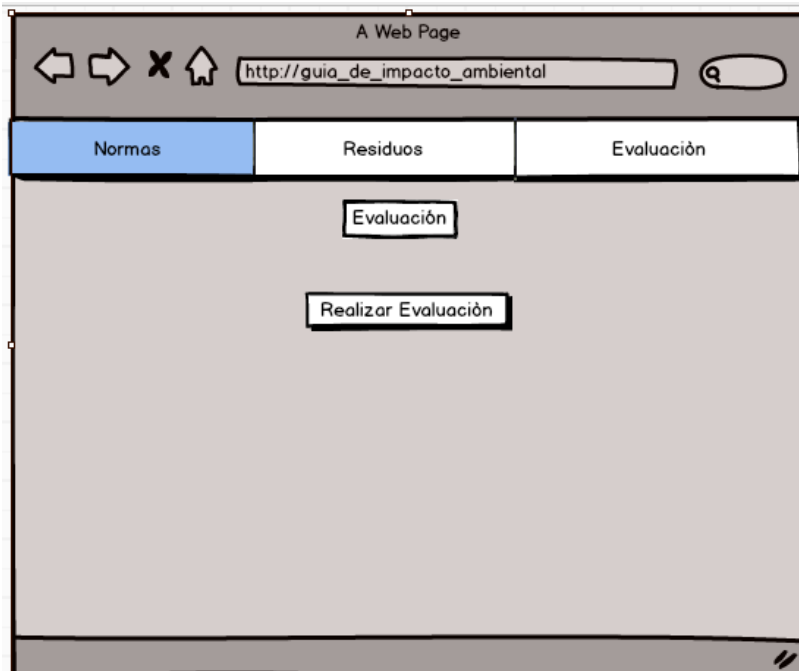 A Web Page
http://guia_de_impacto_ambiental
Normas Residuos Evaluaciòn
Evaluación
Realizar Evaluaciòn